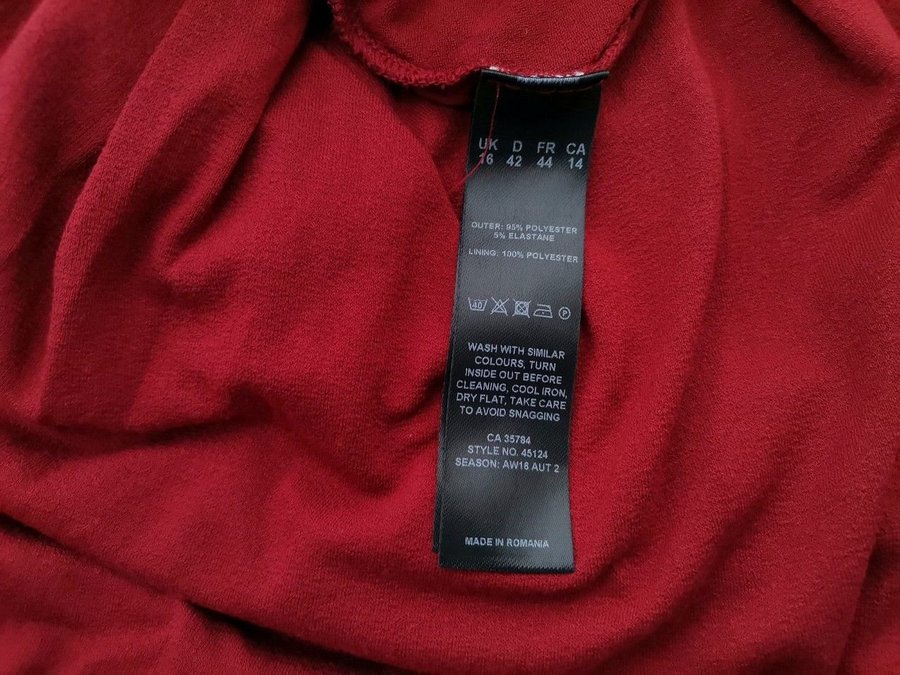 UK D FR CA
16 42 44 14
OUTER: 95% POLYESTER
5% ELASTANE
LINING: 100% POLYESTER
40 P
WASH WITH SIMILAR
COLOURS, TURN
INSIDE OUT BEFORE
CLEANING, COOL IRON,
DRY FLAT, TAKE CARE
TO AVOID SNAGGING
CA 35784
STYLE NO. 45124
SEASON: AW18 AUT 2
MADE IN ROMANIA